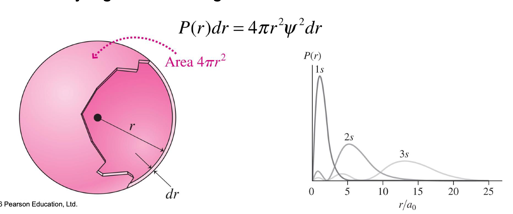 P(r)dr = 4πr²ψ²dr
Area 4πr²
r
dr
P(r)
1s
2s
3s
0 5 10 15 20 25
r/a₀
Pearson Education, Ltd.